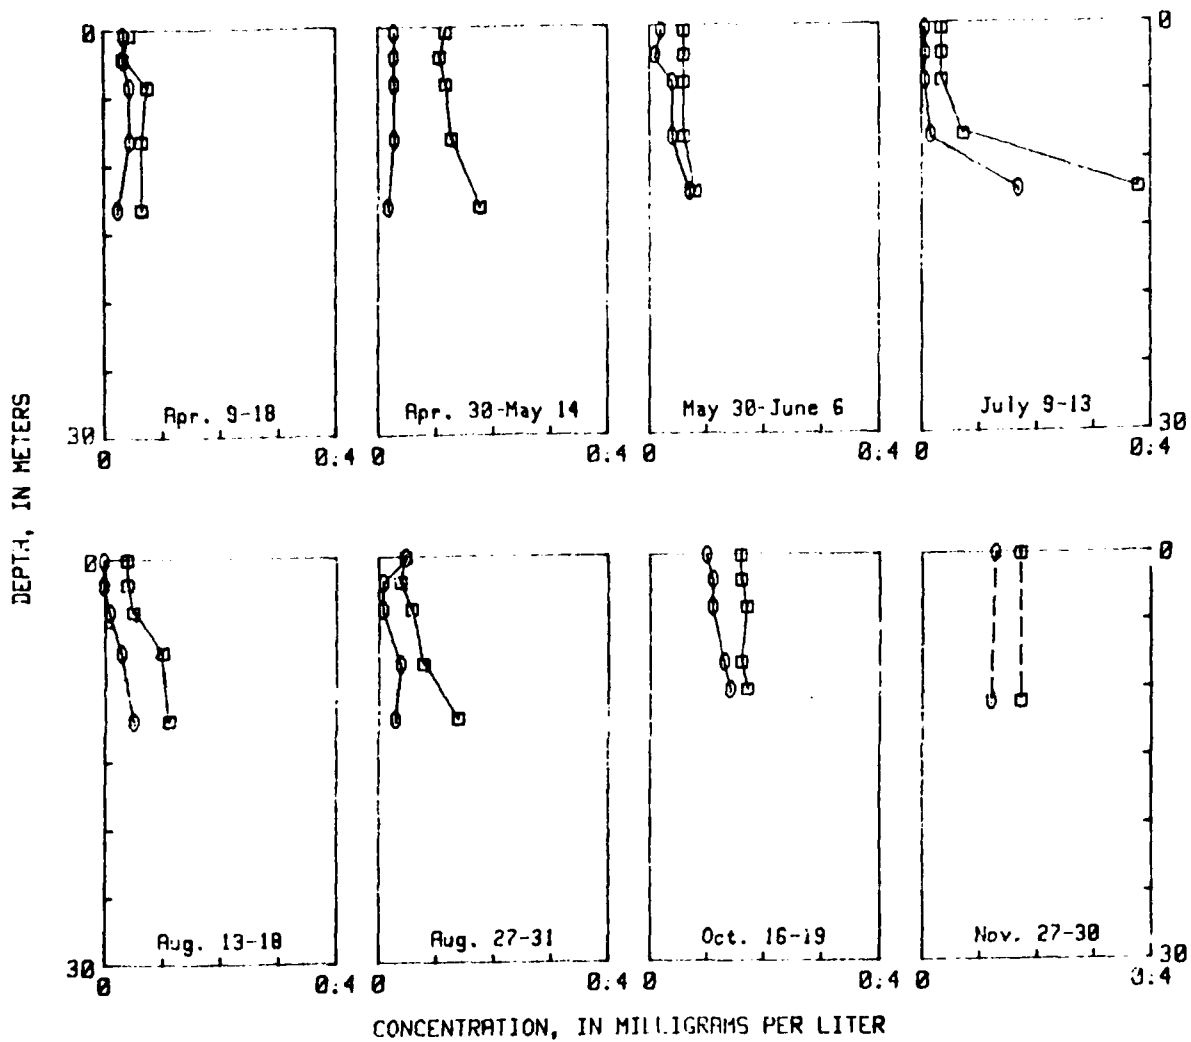 0 0
Apr. 9-18 Apr. 30-May 14 May 30-June 6 July 9-13
30 30
0 0.4 0 0.4 0 0.4 0 0.4
DEPTH, IN METERS
0 0
Aug. 13-18 Aug. 27-31 Oct. 16-19 Nov. 27-30
30 30
0 0.4 0 0.4 0 0.4 0 0.4
CONCENTRATION, IN MILLIGRAMS PER LITER